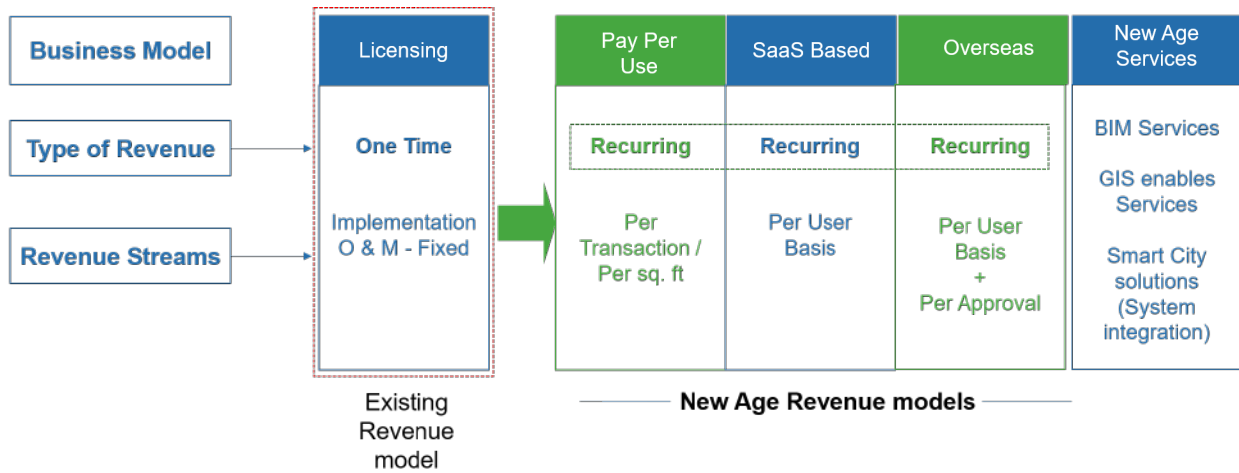 Business Model
Licensing
Pay Per
Use
SaaS Based
Overseas
New Age
Services
Type of Revenue
One Time
Recurring
Recurring
Recurring
BIM Services
GIS enables
Services
Smart City
solutions
(System
integration)
Revenue Streams
Implementation
O & M - Fixed
Per
Transaction /
Per sq. ft
Per User
Basis
Per User
Basis
+
Per Approval
Existing
Revenue
model
New Age Revenue models